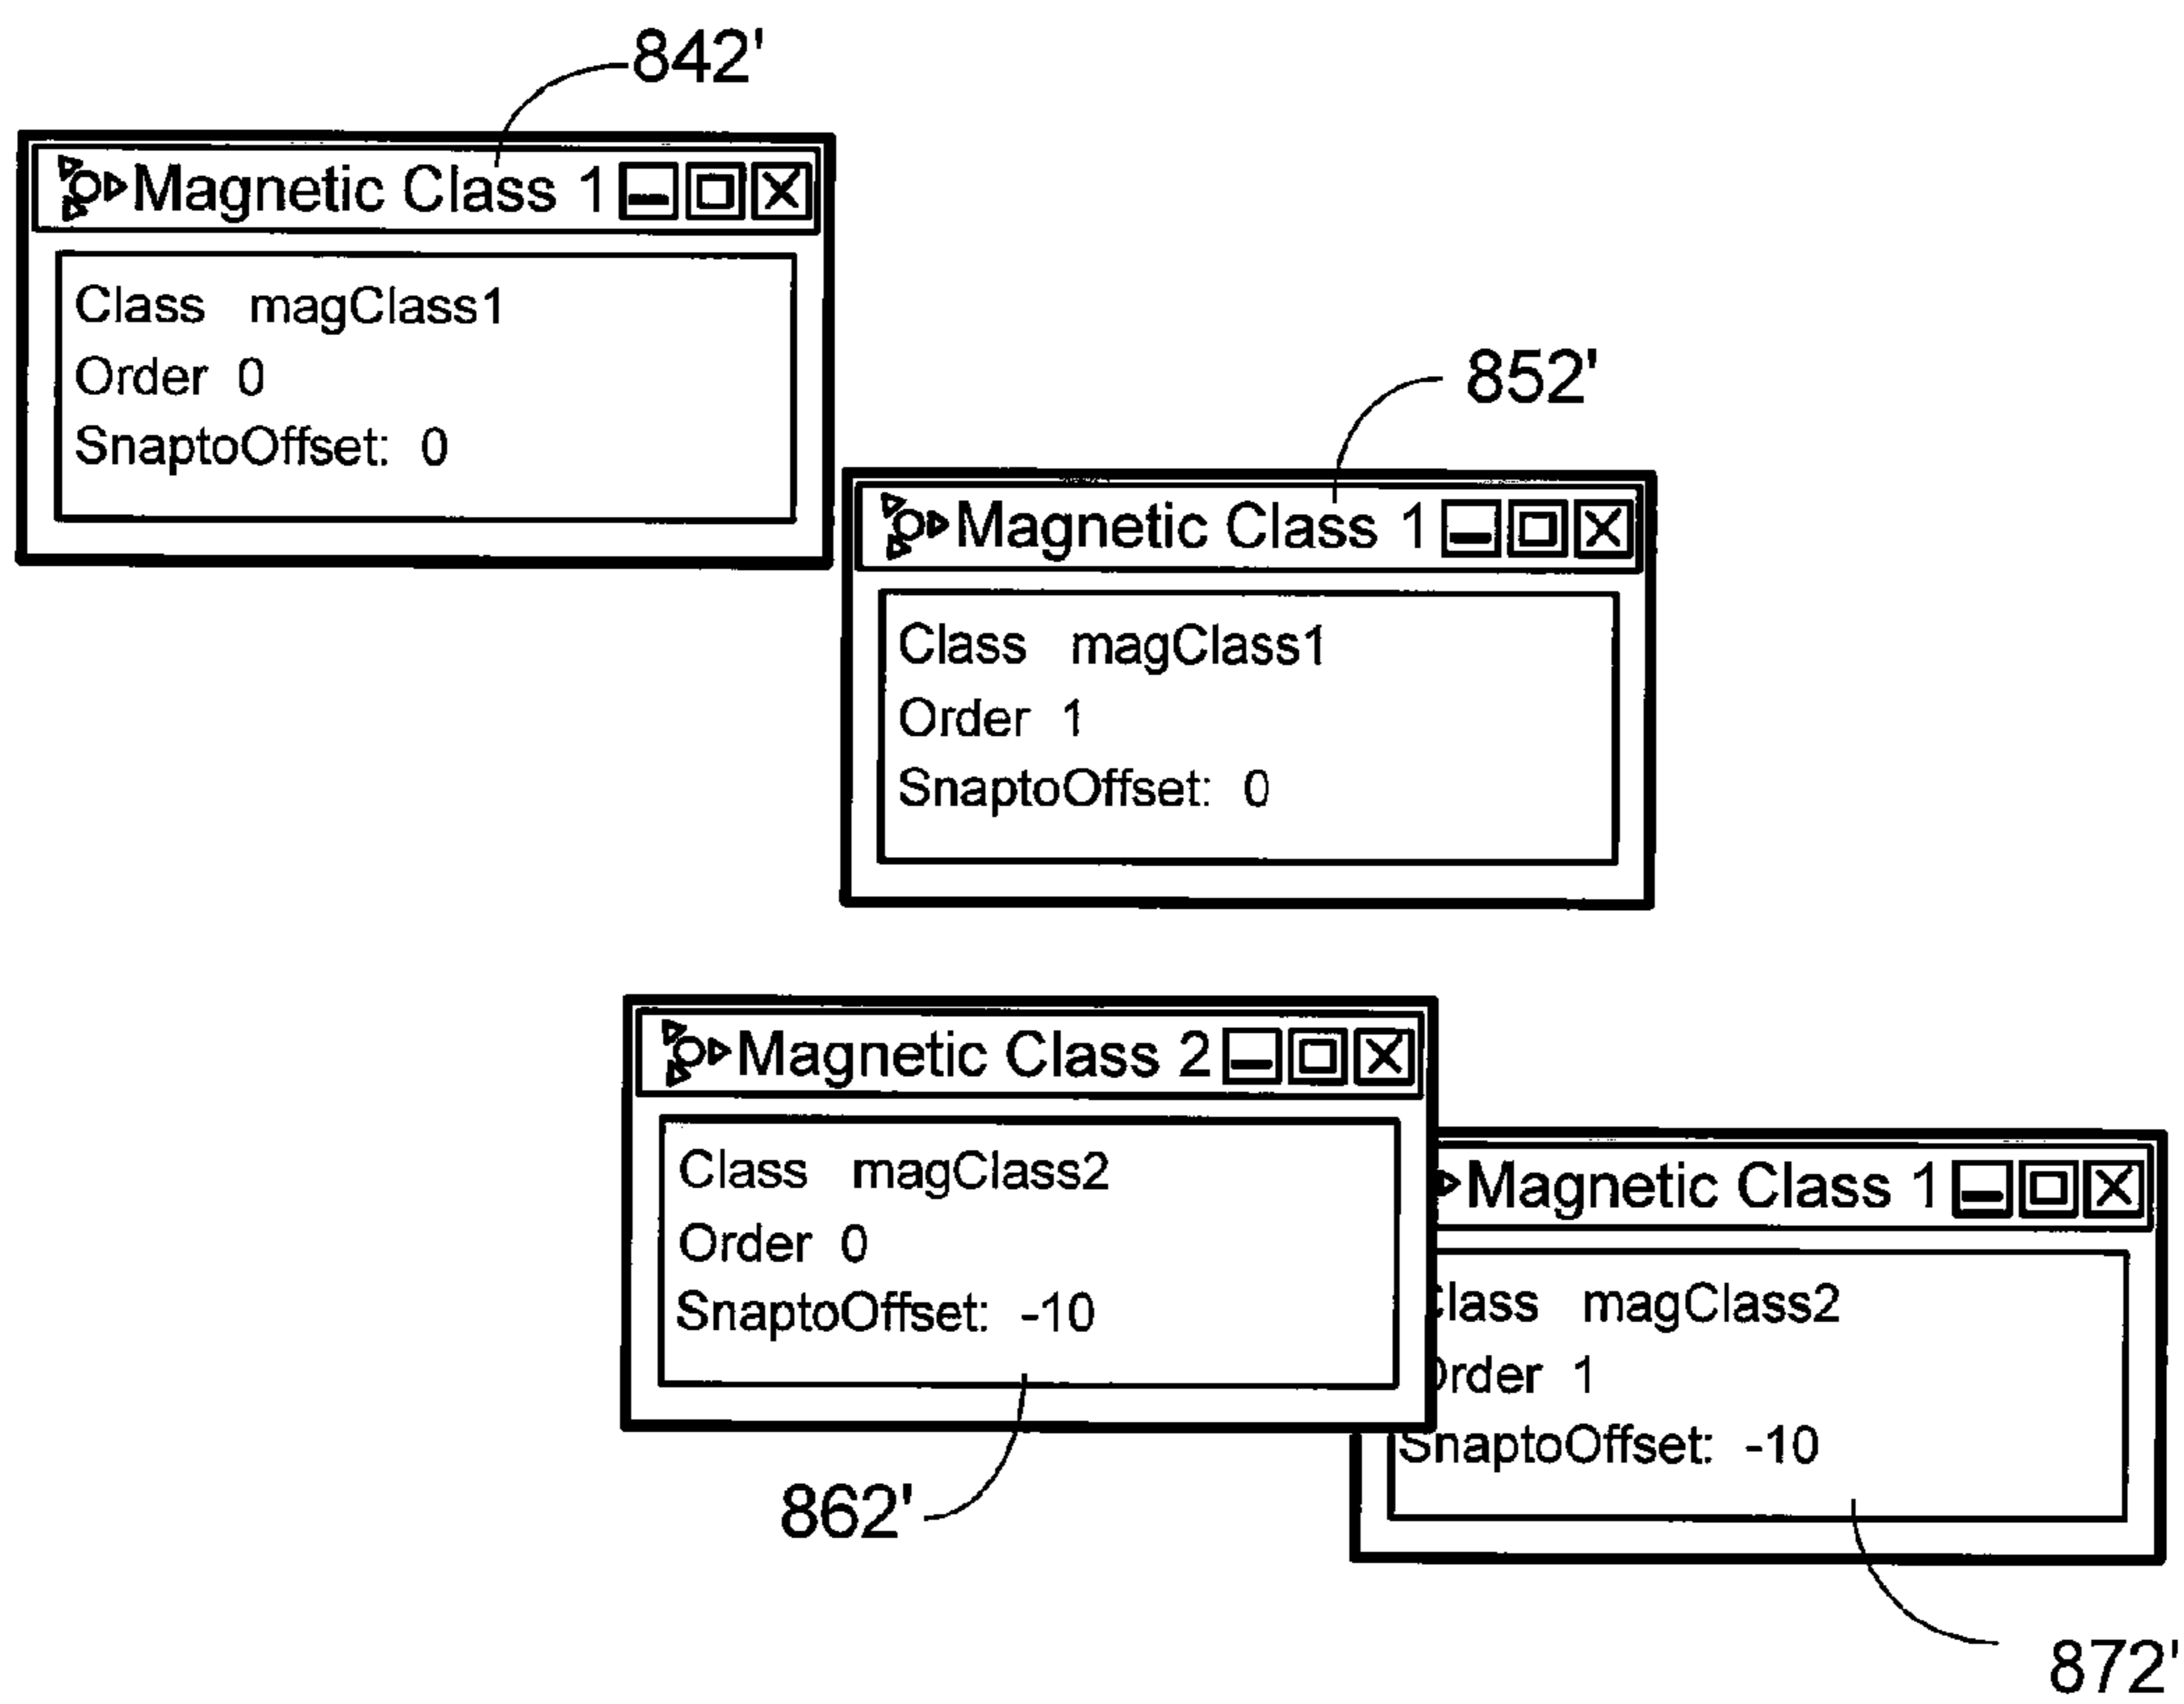 842'
Magnetic Class 1
Class magClass1
Order 0
SnaptoOffset: 0
852'
Magnetic Class 1
Class magClass1
Order 1
SnaptoOffset: 0
Magnetic Class 2
Class magClass2
Order 0
SnaptoOffset: -10
862'
Magnetic Class 1
Class magClass2
Order 1
SnaptoOffset: -10
872'